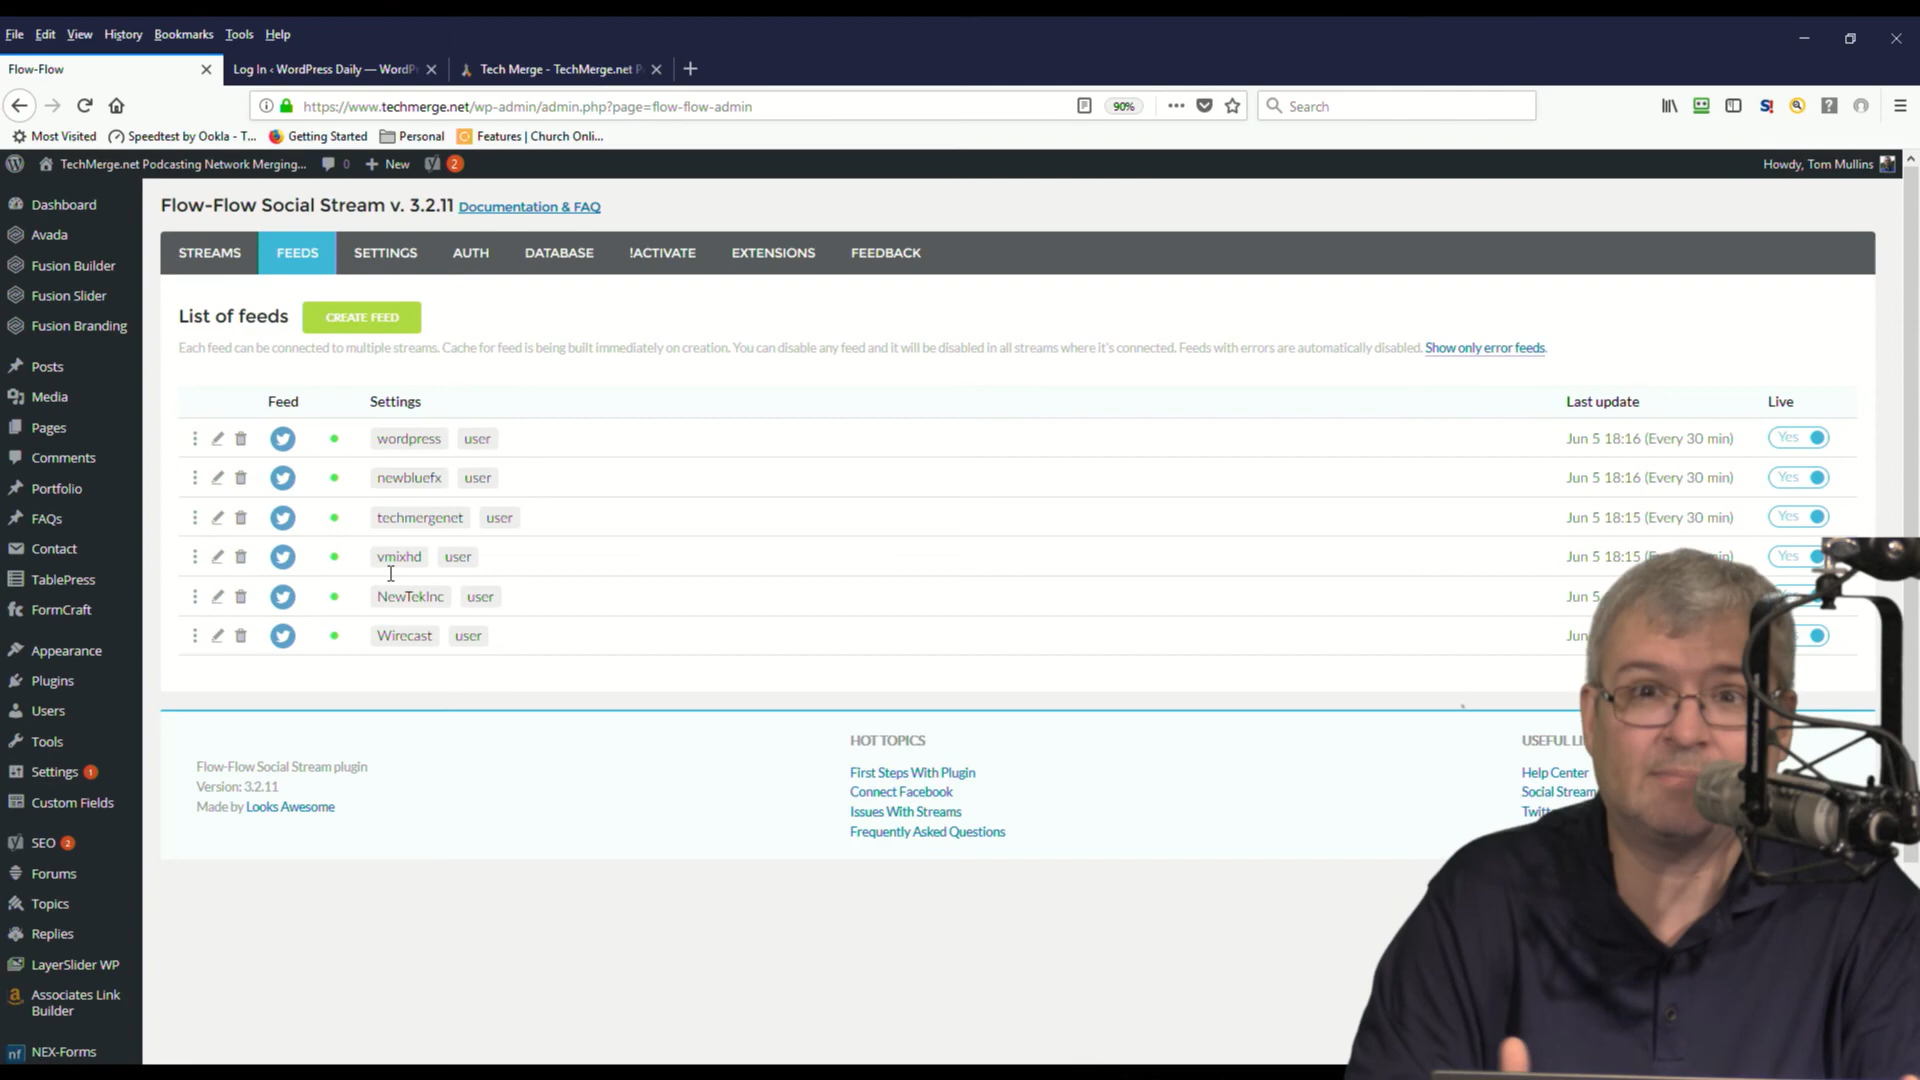 File Edit View History Bookmarks Tools Help
Flow-Flow
Log In ‹ WordPress Daily — WordP
Tech Merge - TechMerge.net P
https://www.techmerge.net/wp-admin/admin.php?page=flow-flow-admin
90%
Search
Most Visited
Speedtest by Ookla - T...
Getting Started
Personal
Features | Church Onli...
TechMerge.net Podcasting Network Merging...
0
New
2
Howdy, Tom Mullins
Dashboard
Avada
Fusion Builder
Fusion Slider
Fusion Branding
Posts
Media
Pages
Comments
Portfolio
FAQs
Contact
TablePress
FormCraft
Appearance
Plugins
Users
Tools
Settings 1
Custom Fields
SEO 2
Forums
Topics
Replies
LayerSlider WP
Associates Link
Builder
NEX-Forms
Flow-Flow Social Stream v. 3.2.11 Documentation & FAQ
STREAMS FEEDS SETTINGS AUTH DATABASE !ACTIVATE EXTENSIONS FEEDBACK
List of feeds CREATE FEED
Each feed can be connected to multiple streams. Cache for feed is being built immediately on creation. You can disable any feed and it will be disabled in all streams where it's connected. Feeds with errors are automatically disabled. Show only error feeds.
Feed Settings Last update Live
wordpress user Jun 5 18:16 (Every 30 min) Yes
newbluefx user Jun 5 18:16 (Every 30 min) Yes
techmergenet user Jun 5 18:15 (Every 30 min) Yes
vmixhd user Jun 5 18:15 (Every 30 min) Yes
NewTekInc user Jun 5
Wirecast user Jun
Flow-Flow Social Stream plugin
Version: 3.2.11
Made by Looks Awesome
HOT TOPICS
First Steps With Plugin
Connect Facebook
Issues With Streams
Frequently Asked Questions
USEFUL LI
Help Center
Social Stream
Twitt